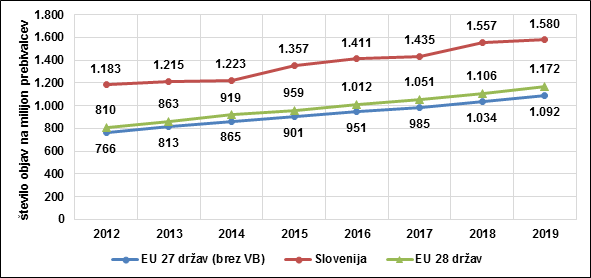 število objav na milijon prebivalcev
1.800
1.600
1.400
1.200
1.000
800
600
400
200
0
1.183 1.215 1.223 1.357 1.411 1.435 1.557 1.580
810 863 919 959 1.012 1.051 1.106 1.172
766 813 865 901 951 985 1.034 1.092
2012 2013 2014 2015 2016 2017 2018 2019
EU 27 držav (brez VB) Slovenija EU 28 držav